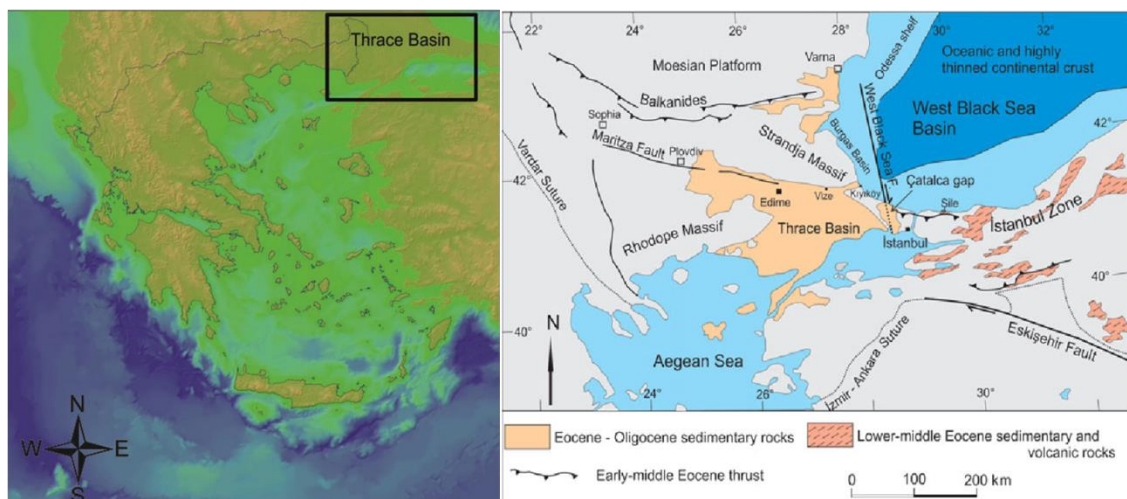 Thrace Basin
N
W
E
S
22°
24°
26°
28°
30°
Odessa shelf
Oceanic and highly
thinned continental crust
Varna
Moesian Platform
Balkanides
West Black Sea
Basin
42°
Sophia
Burgas Basin
West Black Sea F.
Strandja Massif
Maritza Fault
Plovdiv
Vardar Suture
42°
Vize
Kıyıköy
Çatalca gap
Edirne
Şile
İstanbul Zone
Rhodope Massif
Thrace Basin
İstanbul
40°
N
40°
Aegean Sea
İzmir - Ankara Suture
Eskişehir Fault
24°
26°
30°
Eocene - Oligocene sedimentary rocks
Lower-middle Eocene sedimentary and
volcanic rocks
Early-middle Eocene thrust
0 100 200 km